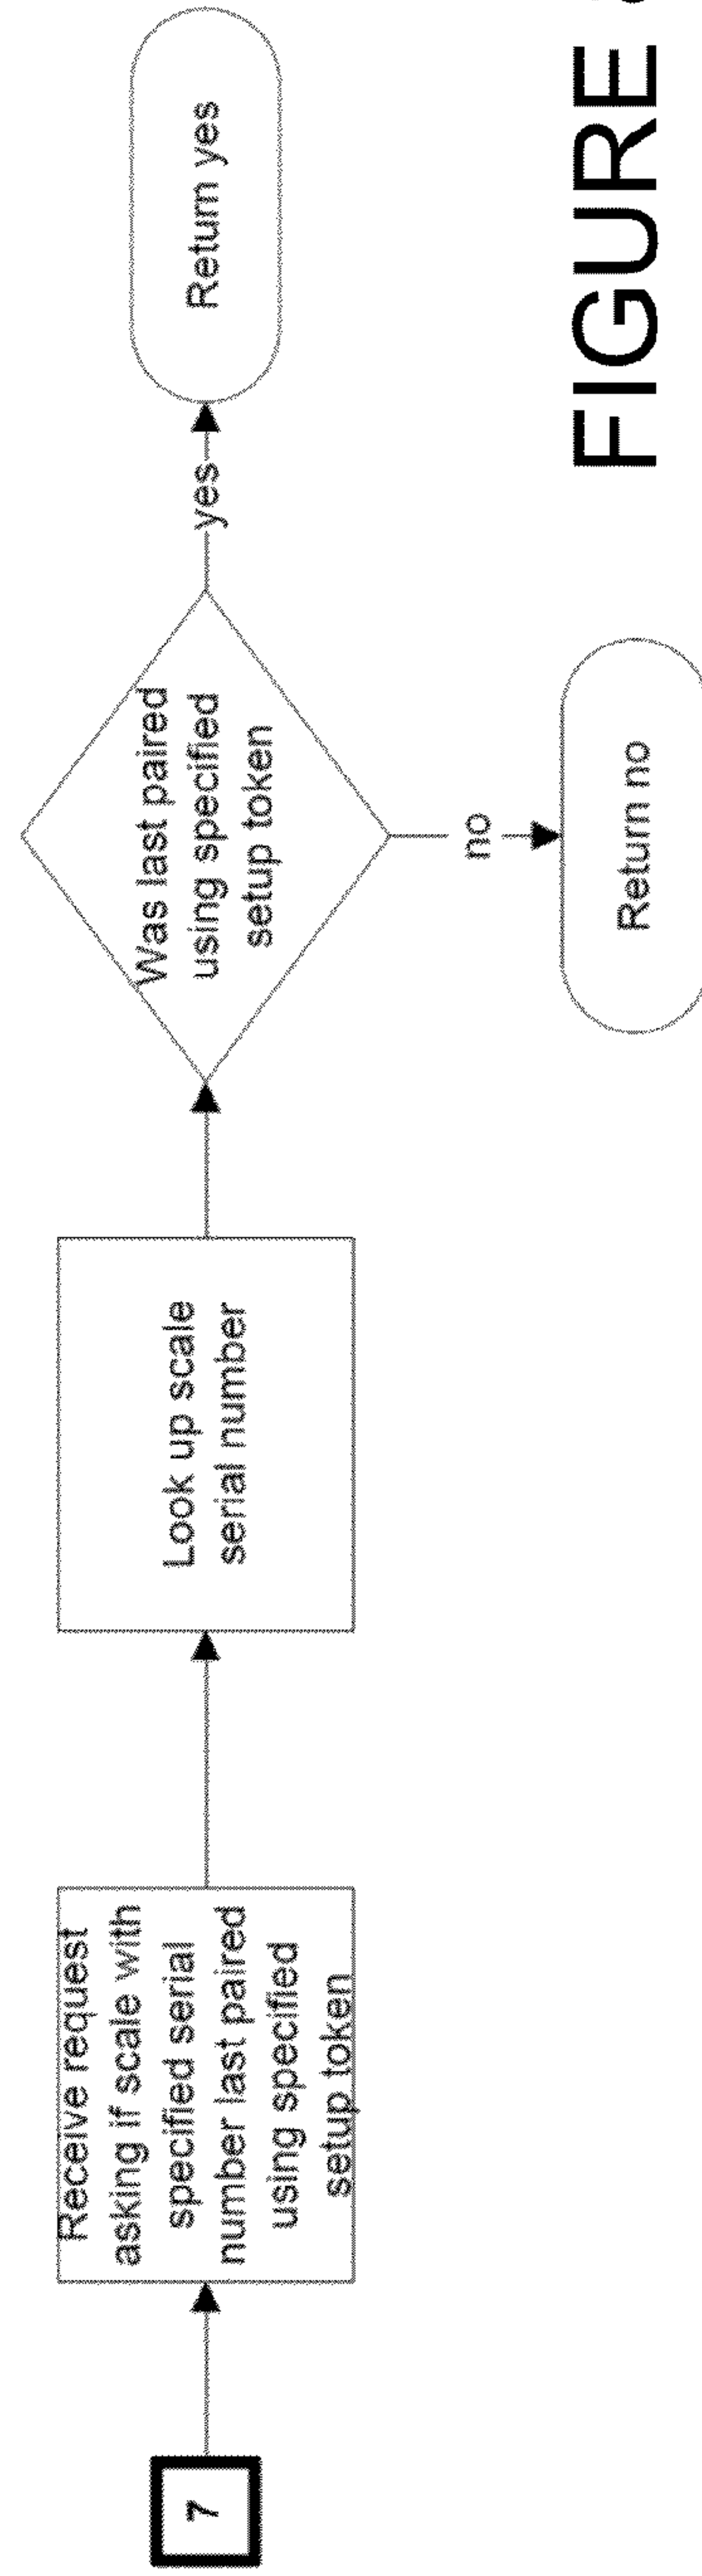 7
Receive request
asking if scale with
specified serial
number last paired
using specified
setup token
Look up scale
serial number
Was last paired
using specified
setup token
yes
Return yes
no
Return no
FIGURE